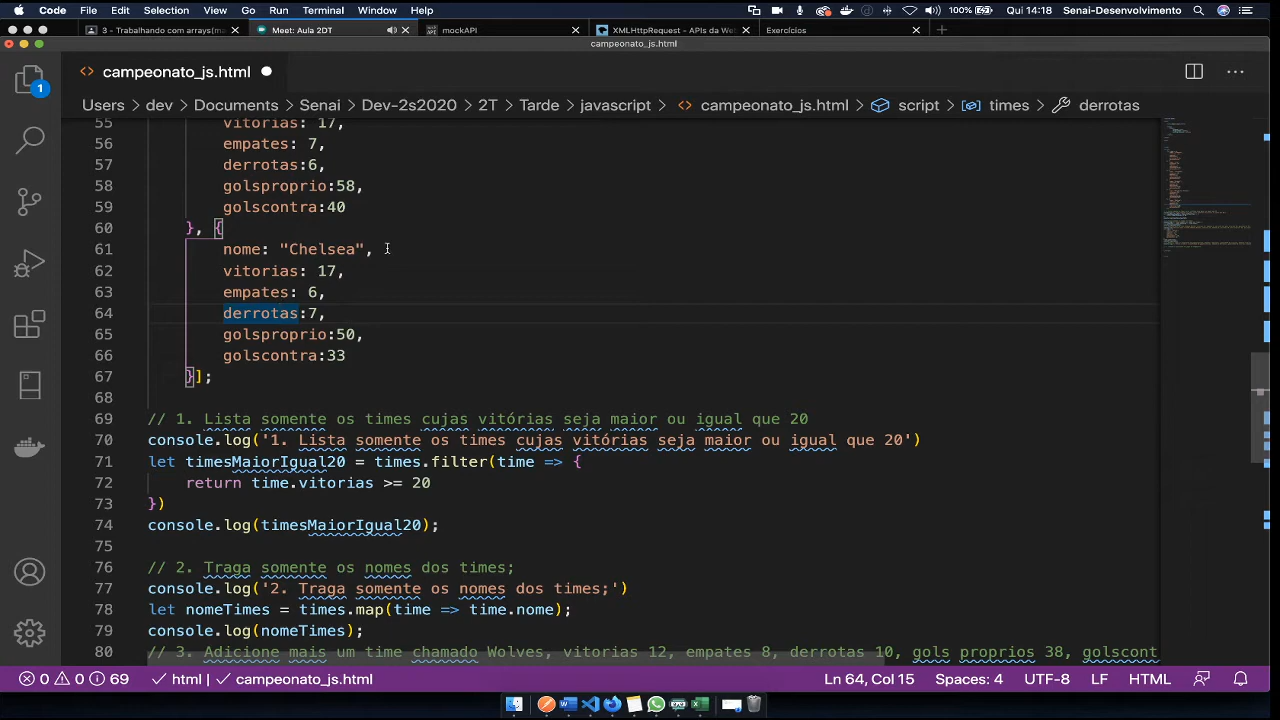 Code File Edit Selection View Go Run Terminal Window Help 100% Qui 14:18 Senai-Desenvolvimento
3 - Trabalhando com arrays(ma Meet: Aula 2DT mockAPI XMLHttpRequest - APIs da Web Exercícios
campeonato_js.html
campeonato_js.html
Users > dev > Documents > Senai > Dev-2s2020 > 2T > Tarde > javascript > campeonato_js.html > script > times > derrotas
1
55 vitorias: 17,
56 empates: 7,
57 derrotas:6,
58 golsproprio:58,
59 golscontra:40
60 }, {
61 nome: "Chelsea",
62 vitorias: 17,
63 empates: 6,
64 derrotas:7,
65 golsproprio:50,
66 golscontra:33
67 }];
68
69 // 1. Lista somente os times cujas vitórias seja maior ou igual que 20
70 console.log('1. Lista somente os times cujas vitórias seja maior ou igual que 20')
71 let timesMaiorIgual20 = times.filter(time => {
72 return time.vitorias >= 20
73 })
74 console.log(timesMaiorIgual20);
75
76 // 2. Traga somente os nomes dos times;
77 console.log('2. Traga somente os nomes dos times;')
78 let nomeTimes = times.map(time => time.nome);
79 console.log(nomeTimes);
80 // 3. Adicione mais um time chamado Wolves, vitorias 12, empates 8, derrotas 10, gols proprios 38, golscont
0 0 69 html campeonato_js.html Ln 64, Col 15 Spaces: 4 UTF-8 LF HTML